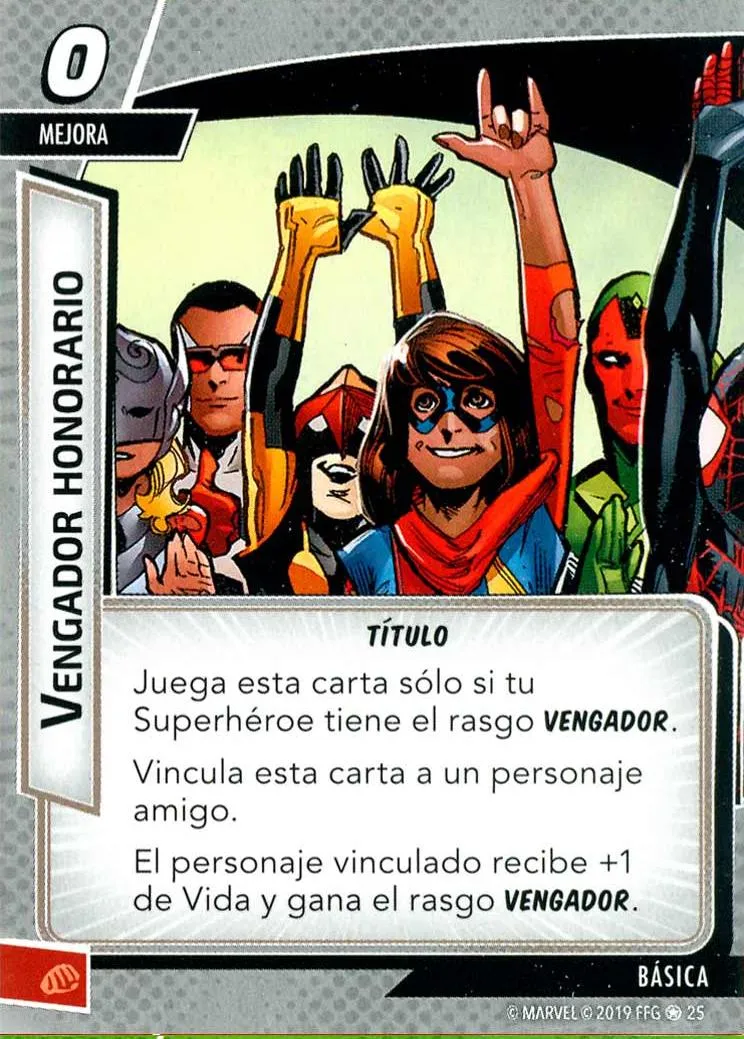 0
MEJORA
VENGADOR HONORARIO
TÍTULO
Juega esta carta sólo si tu
Superhéroe tiene el rasgo VENGADOR.
Vincula esta carta a un personaje
amigo.
El personaje vinculado recibe +1
de Vida y gana el rasgo VENGADOR.
BÁSICA
© MARVEL © 2019 FFG 25